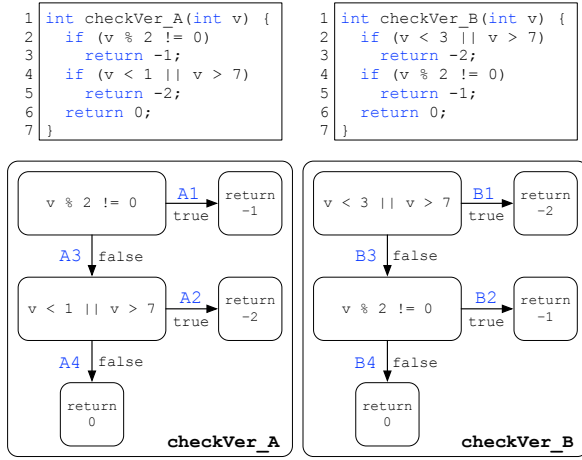 1 int checkVer_A(int v) {
2   if (v % 2 != 0)
3     return -1;
4   if (v < 1 || v > 7)
5     return -2;
6   return 0;
7 }
1 int checkVer_B(int v) {
2   if (v < 3 || v > 7)
3     return -2;
4   if (v % 2 != 0)
5     return -1;
6   return 0;
7 }
v % 2 != 0
A1
true
return
-1
A3
false
v < 1 || v > 7
A2
true
return
-2
A4
false
return
0
checkVer_A
v < 3 || v > 7
B1
true
return
-2
B3
false
v % 2 != 0
B2
true
return
-1
B4
false
return
0
checkVer_B